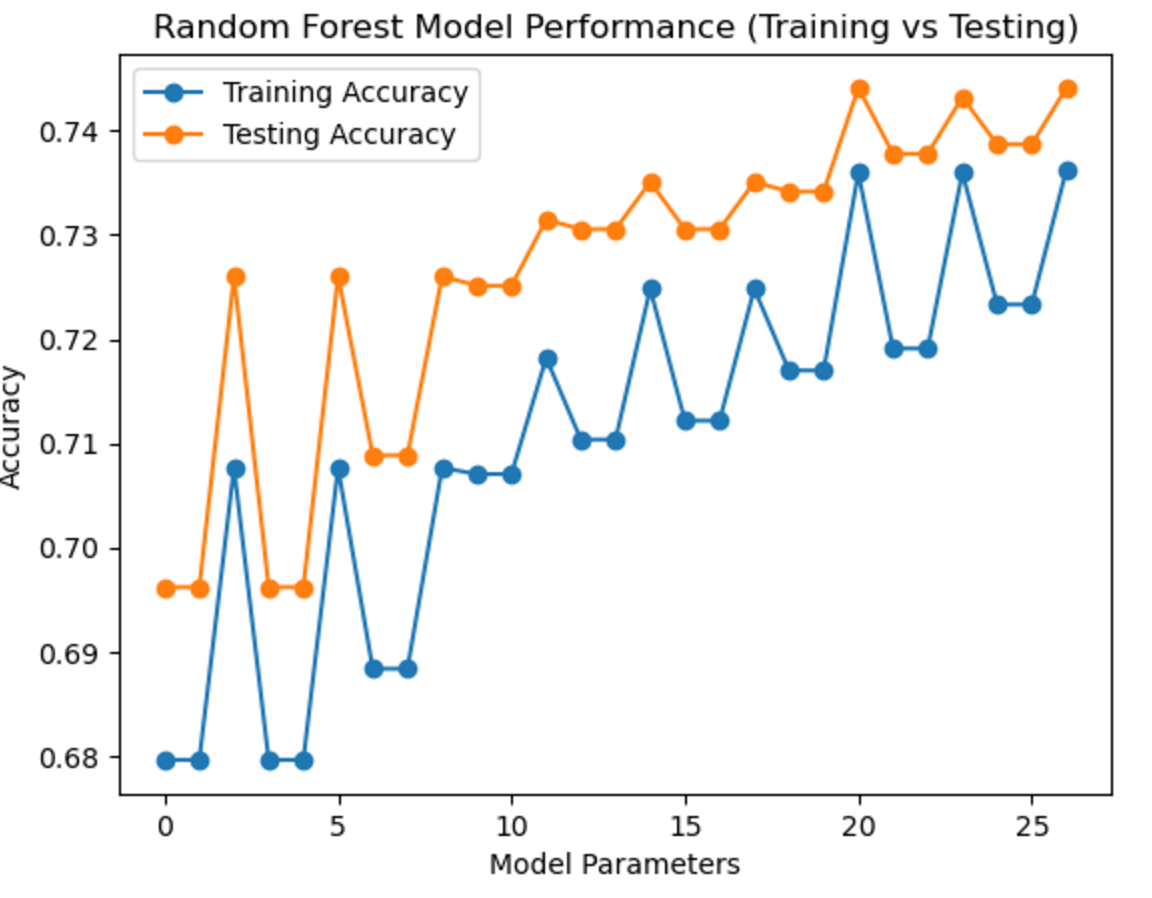 Random Forest Model Performance (Training vs Testing)
Training Accuracy
Testing Accuracy
0.74
0.73
0.72
0.71
0.70
0.69
0.68
Accuracy
0 5 10 15 20 25
Model Parameters